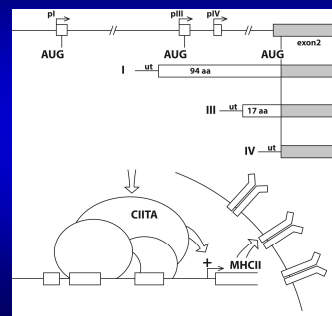 pI pIII pIV
// //
AUG AUG AUG exon2
I ut 94 aa
III ut 17 aa
IV ut
CIITA
+ MHCII